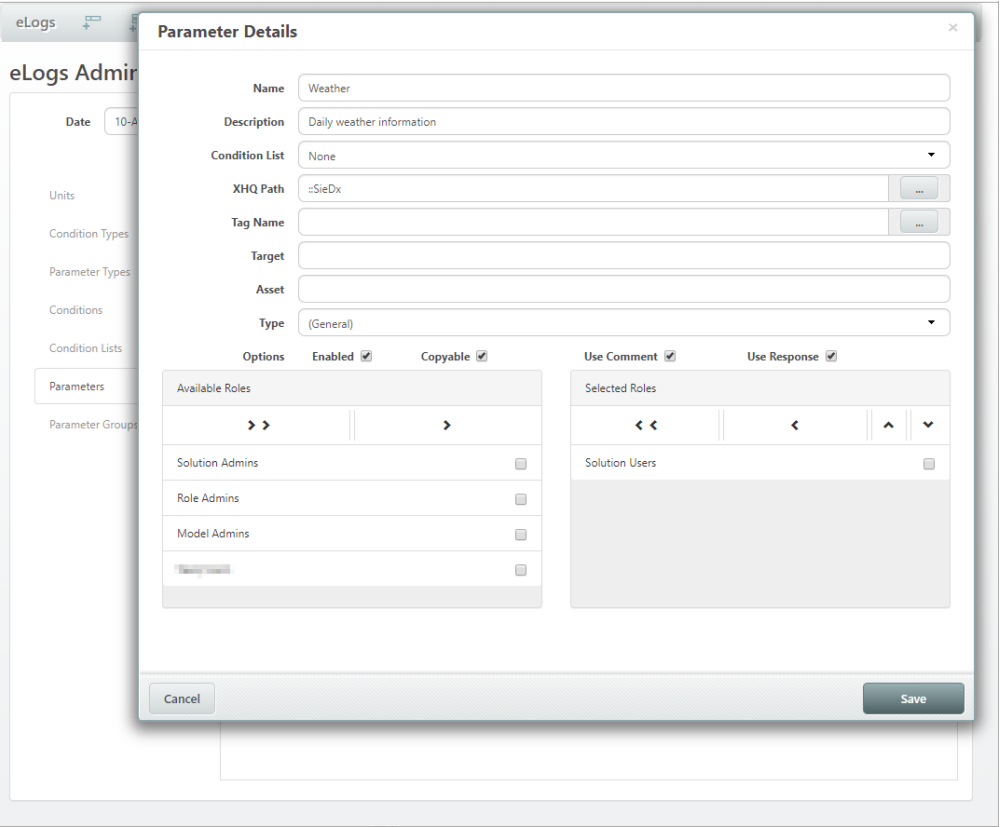 eLogs
Parameter Details
eLogs Admin
Date 10-A
Units
Condition Types
Parameter Types
Conditions
Condition Lists
Parameters
Parameter Groups
Name Weather
Description Daily weather information
Condition List None
XHQ Path ::SieDx ...
Tag Name ...
Target
Asset
Type (General)
Options Enabled Copyable Use Comment Use Response
Available Roles
Solution Admins
Role Admins
Model Admins
Selected Roles
Solution Users
Cancel Save